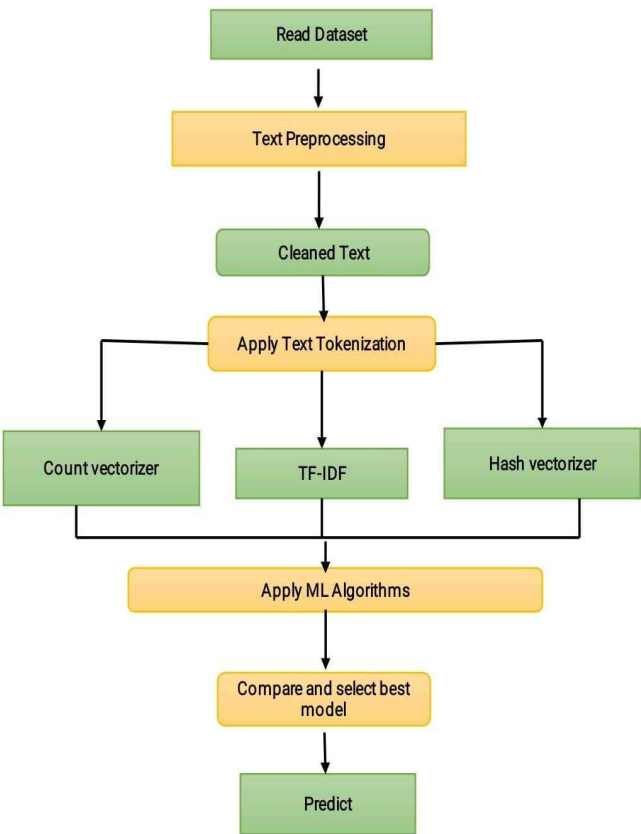 Read Dataset
Text Preprocessing
Cleaned Text
Apply Text Tokenization
Count vectorizer
TF-IDF
Hash vectorizer
Apply ML Algorithms
Compare and select best
model
Predict